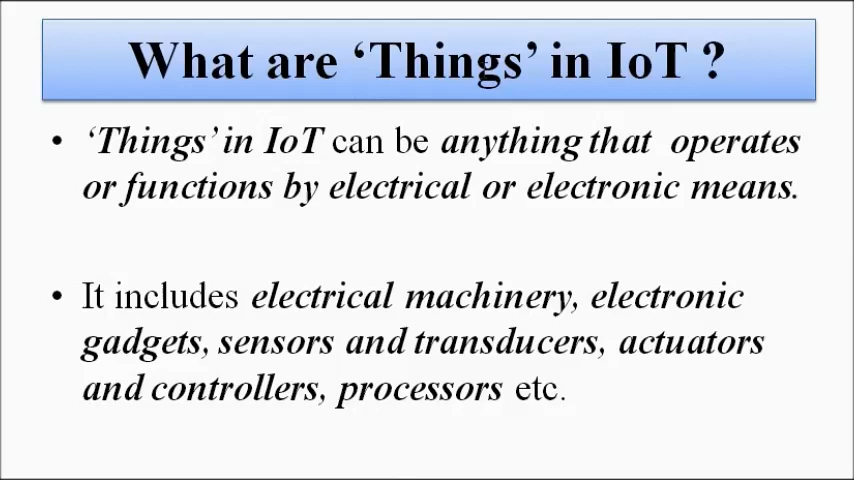 What are ‘Things’ in IoT ?
• ‘Things’ in IoT can be anything that operates
or functions by electrical or electronic means.
• It includes electrical machinery, electronic
gadgets, sensors and transducers, actuators
and controllers, processors etc.